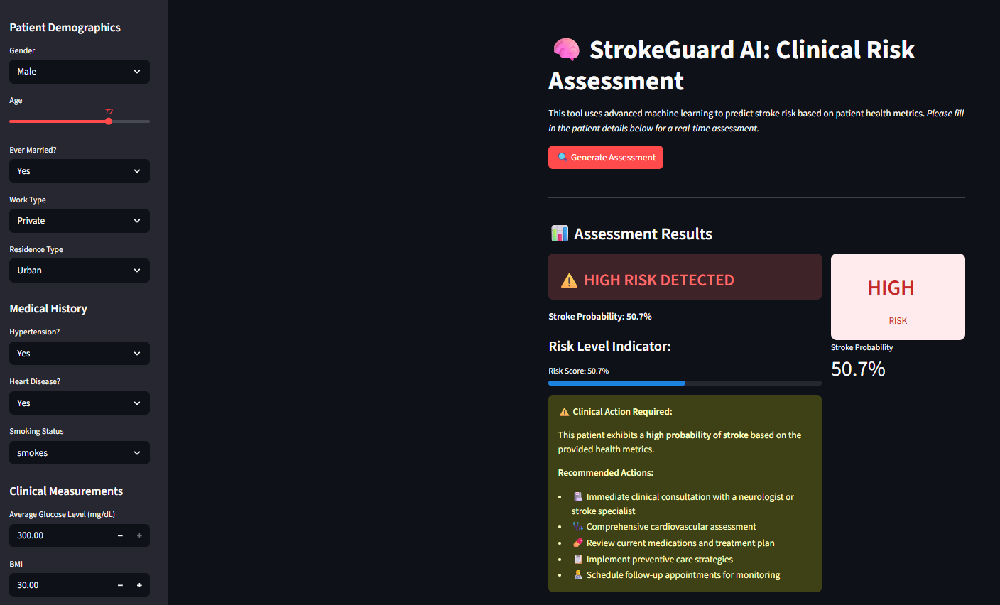 Patient Demographics
Gender
Male
Age
72
Ever Married?
Yes
Work Type
Private
Residence Type
Urban
Medical History
Hypertension?
Yes
Heart Disease?
Yes
Smoking Status
smokes
Clinical Measurements
Average Glucose Level (mg/dL)
300.00
BMI
30.00
StrokeGuard AI: Clinical Risk
Assessment
This tool uses advanced machine learning to predict stroke risk based on patient health metrics. Please fill
in the patient details below for a real-time assessment.
Generate Assessment
Assessment Results
HIGH RISK DETECTED
Stroke Probability: 50.7%
Risk Level Indicator:
Risk Score: 50.7%
Clinical Action Required:
This patient exhibits a high probability of stroke based on the
provided health metrics.
Recommended Actions:
• Immediate clinical consultation with a neurologist or
stroke specialist
• Comprehensive cardiovascular assessment
• Review current medications and treatment plan
• Implement preventive care strategies
• Schedule follow-up appointments for monitoring
HIGH
RISK
Stroke Probability
50.7%